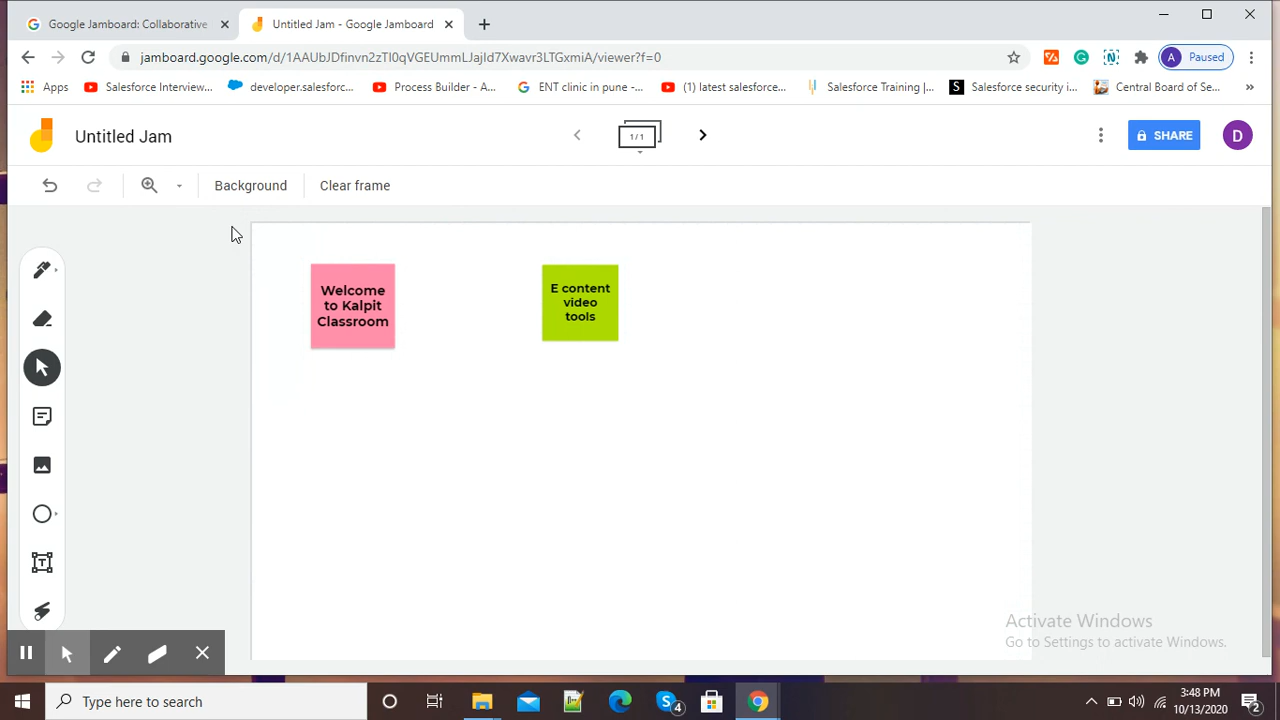 Google Jamboard: Collaborative
Untitled Jam - Google Jamboard
jamboard.google.com/d/1AAUbJDfixvn2zTI0qVGEUmmLJajId7Xwavr3LTGxmiA/viewer?f=0
A Paused
Apps
Salesforce Interview...
developer.salesforc...
Process Builder - A...
ENT clinic in pune -...
(1) latest salesforce...
Salesforce Training |...
S Salesforce security i...
Central Board of Se...
Untitled Jam
1/1
SHARE
D
Background
Clear frame
Welcome
to Kalpit
Classroom
E content
video
tools
Activate Windows
Go to Settings to activate Windows.
Type here to search
4
3:48 PM
10/13/2020
2